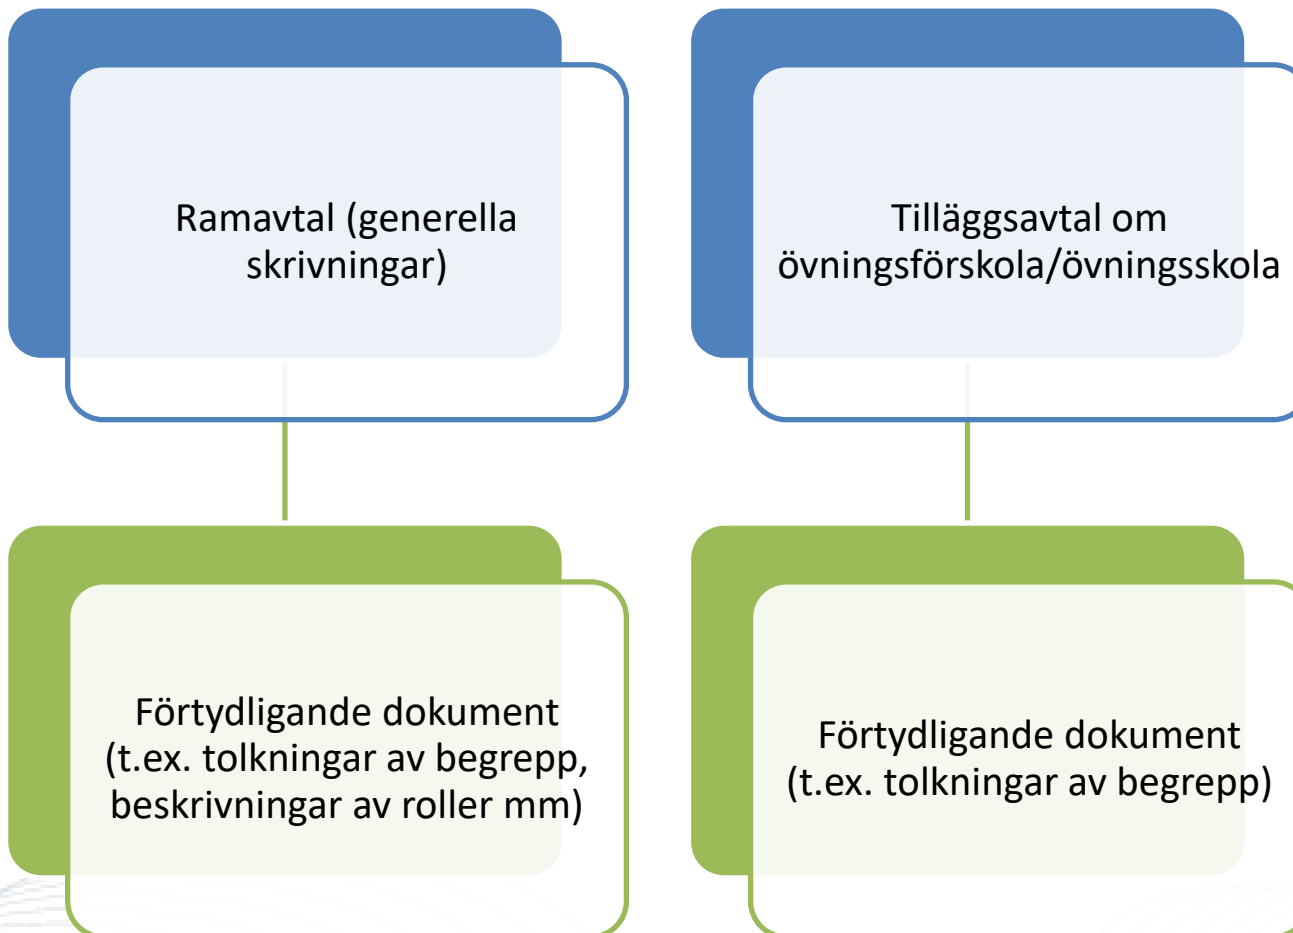 Ramavtal (generella
skrivningar)
Tilläggsavtal om
övningsförskola/övningsskola
Förtydligande dokument
(t.ex. tolkningar av begrepp,
beskrivningar av roller mm)
Förtydligande dokument
(t.ex. tolkningar av begrepp)